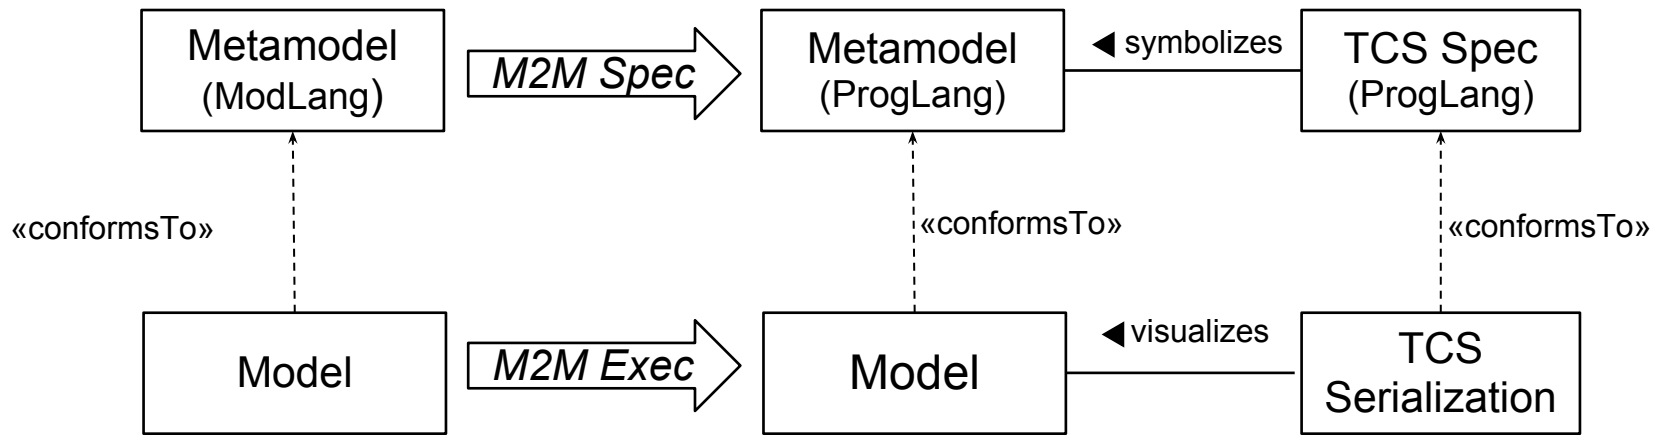 Metamodel
(ModLang)
M2M Spec
Metamodel
(ProgLang)
◀ symbolizes
TCS Spec
(ProgLang)
«conformsTo»
«conformsTo»
«conformsTo»
Model
M2M Exec
Model
◀ visualizes
TCS
Serialization